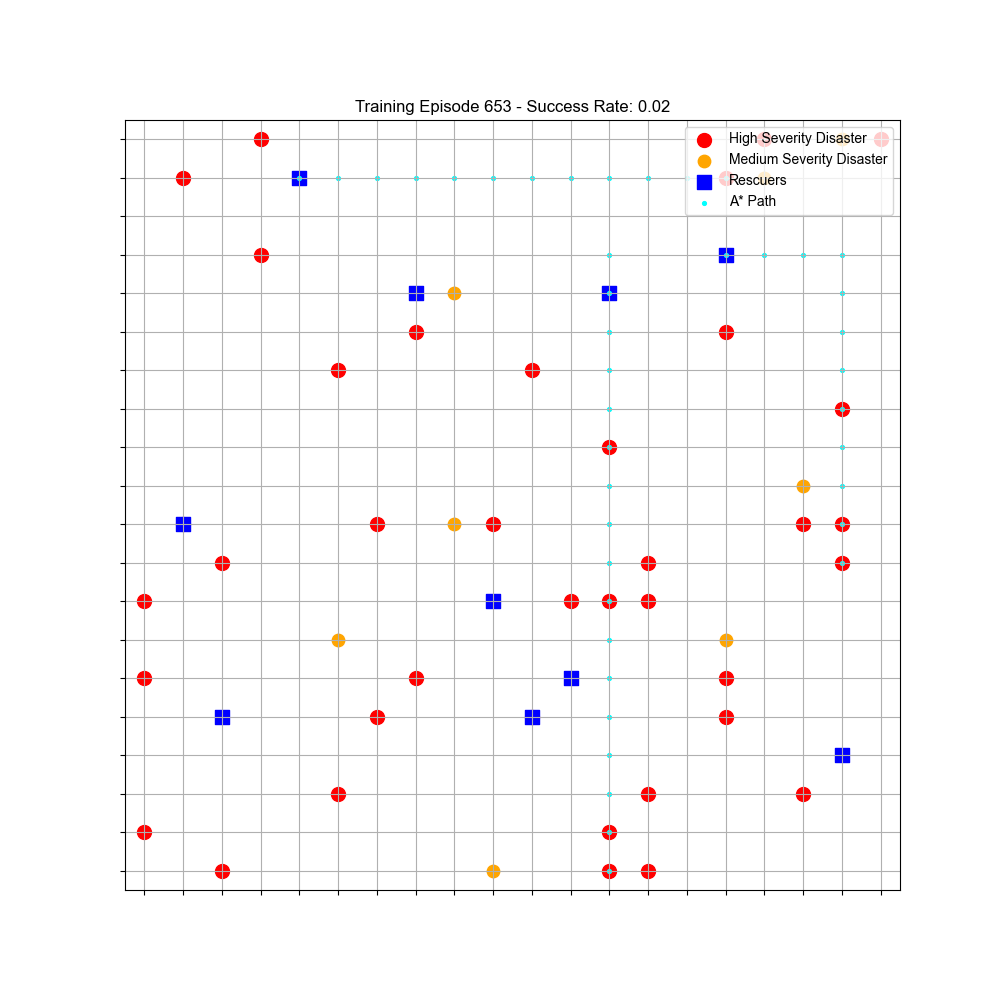 Training Episode 653 - Success Rate: 0.02
High Severity Disaster
Medium Severity Disaster
Rescuers
A* Path